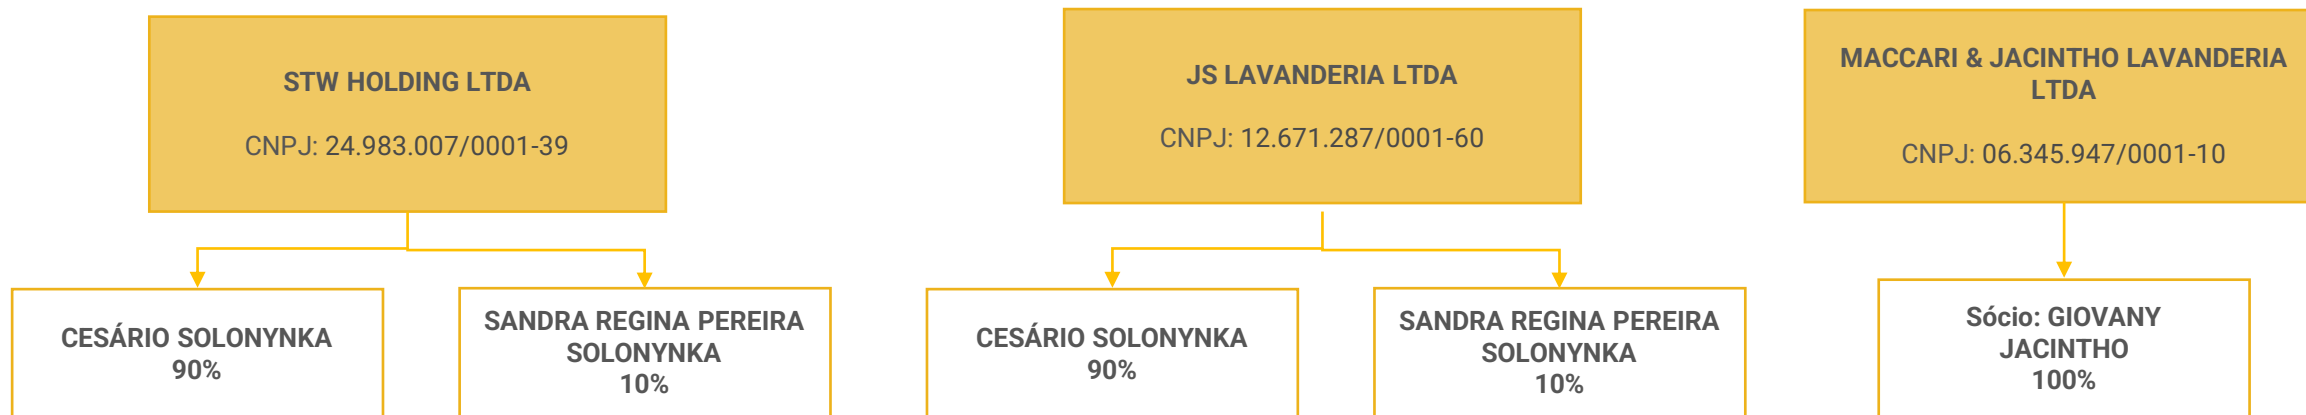 STW HOLDING LTDA
CNPJ: 24.983.007/0001-39
CESÁRIO SOLONYNKA
90%
SANDRA REGINA PEREIRA
SOLONYNKA
10%
JS LAVANDERIA LTDA
CNPJ: 12.671.287/0001-60
CESÁRIO SOLONYNKA
90%
SANDRA REGINA PEREIRA
SOLONYNKA
10%
MACCARI & JACINTHO LAVANDERIA
LTDA
CNPJ: 06.345.947/0001-10
Sócio: GIOVANY
JACINTHO
100%